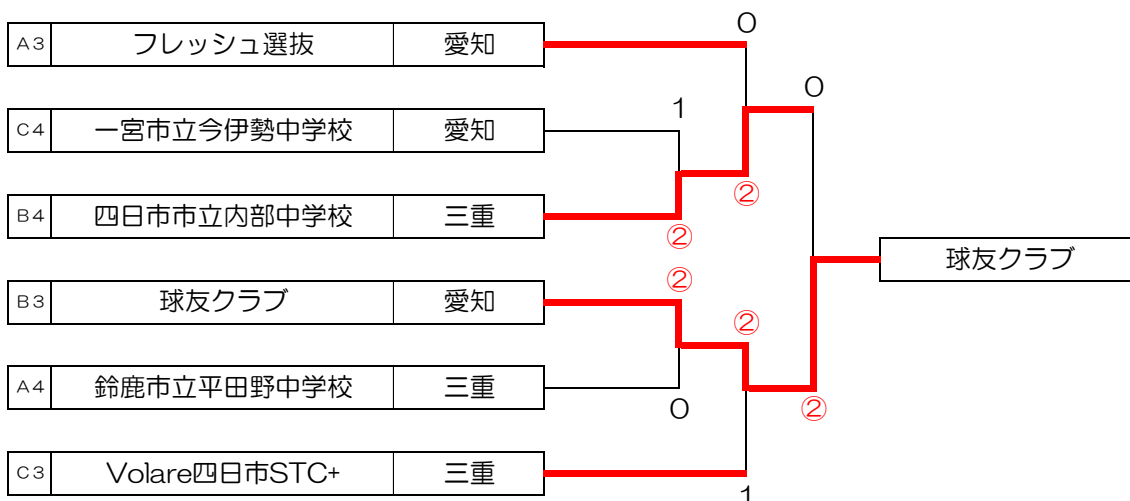 0
A3 フレッシュ選抜 愛知
0
1
C4 一宮市立今伊勢中学校 愛知
②
B4 四日市市立内部中学校 三重
②
球友クラブ
②
B3 球友クラブ 愛知
②
A4 鈴鹿市立平田野中学校 三重
0
②
C3 Volare四日市STC+ 三重
1